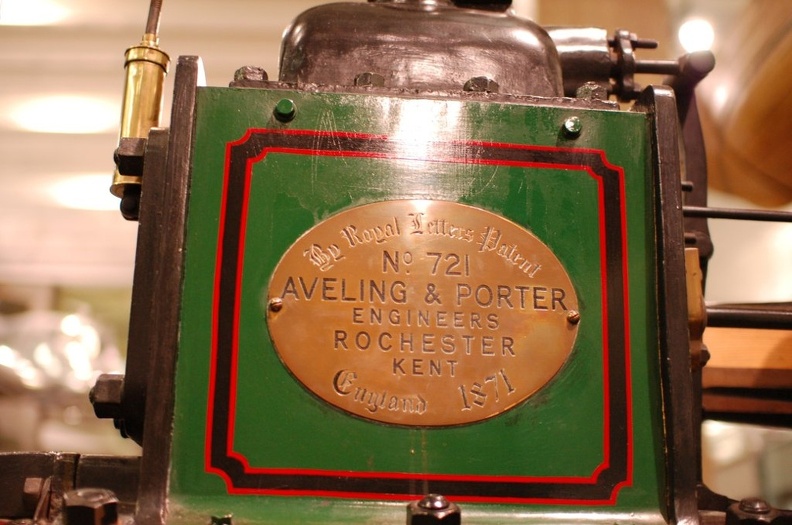 By Royal Letters Patent
No 721
AVELING & PORTER
ENGINEERS
ROCHESTER
KENT
England 1871